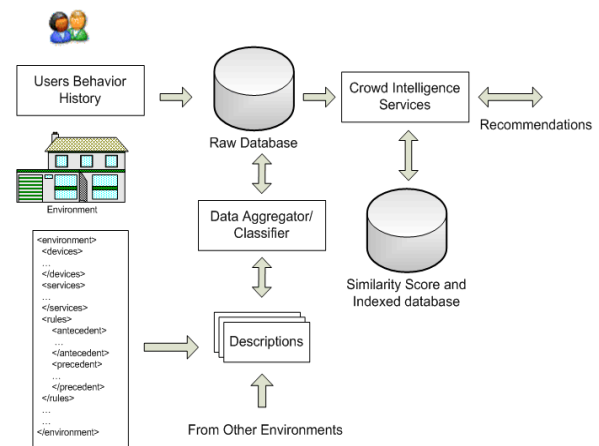 Users Behavior
History
Raw Database
Crowd Intelligence
Services
Recommendations
Environment
Data Aggregator/
Classifier
Similarity Score and
Indexed database
<environment>
<devices>
...
</devices>
<services>
...
</services>
<rules>
<antecedent>
...
</antecedent>
<precedent>
...
</precedent>
</rules>
...
...
</environment>
Descriptions
From Other Environments